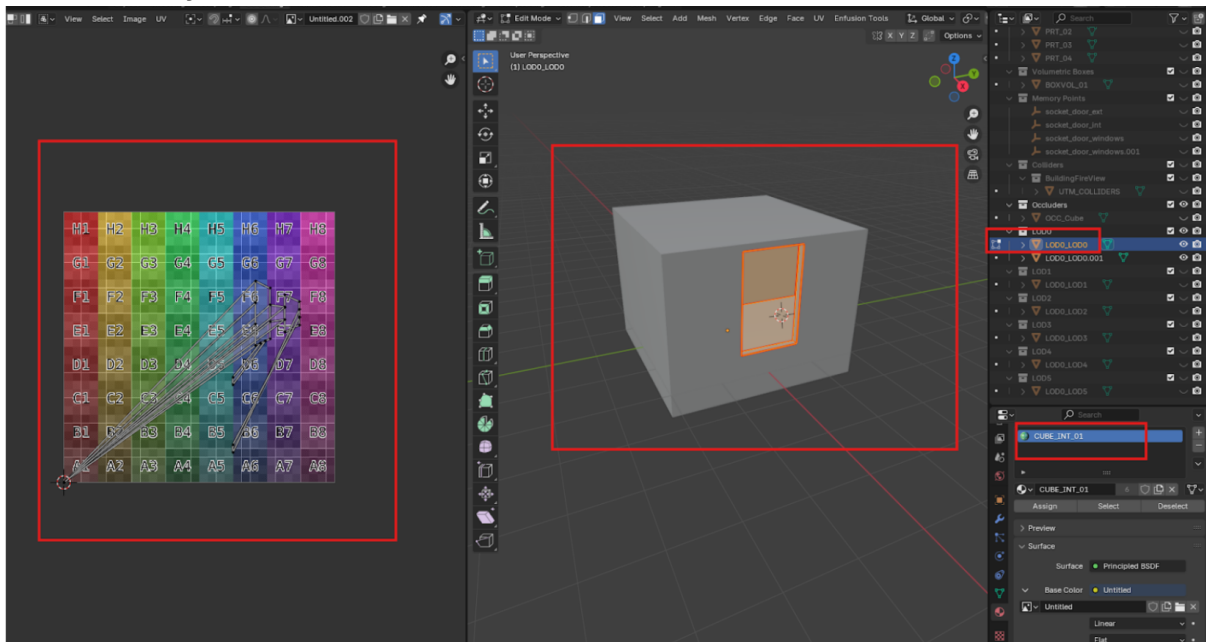 View Select Image UV
Untitled.002
Edit Mode
View Select Add Mesh Vertex Edge Face UV Enfusion Tools
Global
Search
X Y Z
Options
User Perspective
(1) LOD0_LOD0
H1 H2 H3 H4 H5 H6 H7 H8
G1 G2 G3 G4 G5 G6 G7 G8
F1 F2 F3 F4 F5 F6 F7 F8
E1 E2 E3 E4 E5 E6 E7 E8
D1 D2 D3 D4 D5 D6 D7 D8
C1 C2 C3 C4 C5 C6 C7 C8
B1 B2 B3 B4 B5 B6 B7 B8
A1 A2 A3 A4 A5 A6 A7 A8
Y
X
PRT_02
PRT_03
PRT_04
Volumetric Boxes
BOXVOL_01
Memory Points
socket_door_ext
socket_door_int
socket_door_windows
socket_door_windows.001
Colliders
BuildingFireView
UTM_COLLIDERS
Occluders
OCC_Cube
LOD0
LOD0_LOD0
LOD0_LOD0.001
LOD1
LOD0_LOD1
LOD2
LOD0_LOD2
LOD3
LOD0_LOD3
LOD4
LOD0_LOD4
LOD5
LOD0_LOD5
Search
CUBE_INT_01
CUBE_INT_01 6
Assign Select Deselect
Preview
Surface
Surface Principled BSDF
Base Color Untitled
Untitled
Linear
Flat